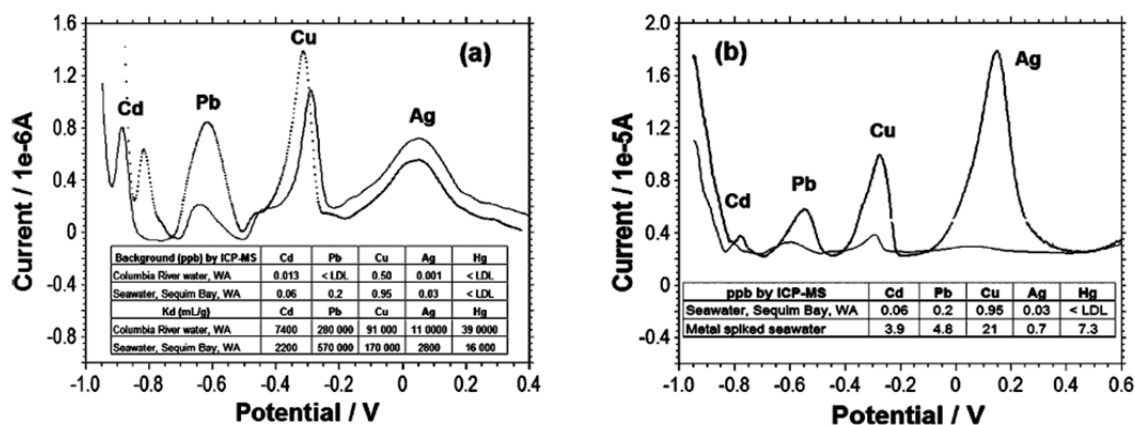 (a)
Cd
Pb
Cu
Ag
Current / 1e-6A
1.6
1.2
0.8
0.4
0
-0.4
-0.8
Background (ppb) by ICP-MS Cd Pb Cu Ag Hg
Columbia River water, WA 0.013 < LDL 0.50 0.001 < LDL
Seawater, Sequim Bay, WA 0.06 0.2 0.95 0.03 < LDL
Kd (mL/g) Cd Pb Cu Ag Hg
Columbia River water, WA 7400 280 000 91 000 11 0000 39 0000
Seawater, Sequim Bay, WA 2200 570 000 170 000 2800 16 000
-1.0 -0.8 -0.6 -0.4 -0.2 0 0.2 0.4
Potential / V
(b)
Cd
Pb
Cu
Ag
Current / 1e-5A
2.0
1.6
1.2
0.8
0.4
0
-0.4
ppb by ICP-MS Cd Pb Cu Ag Hg
Seawater, Sequim Bay, WA 0.06 0.2 0.95 0.03 < LDL
Metal spiked seawater 3.9 4.8 21 0.7 7.3
-1.0 -0.8 -0.6 -0.4 -0.2 0 0.2 0.4 0.6
Potential / V